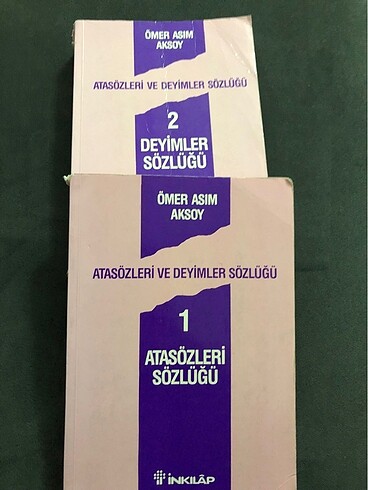 ÖMER ASIM
AKSOY
ATASÖZLERİ VE DEYİMLER SÖZLÜĞÜ
2
DEYİMLER
SÖZLÜĞÜ
ÖMER ASIM
AKSOY
ATASÖZLERİ VE DEYİMLER SÖZLÜĞÜ
1
ATASÖZLERİ
SÖZLÜĞÜ
İNKILÂP